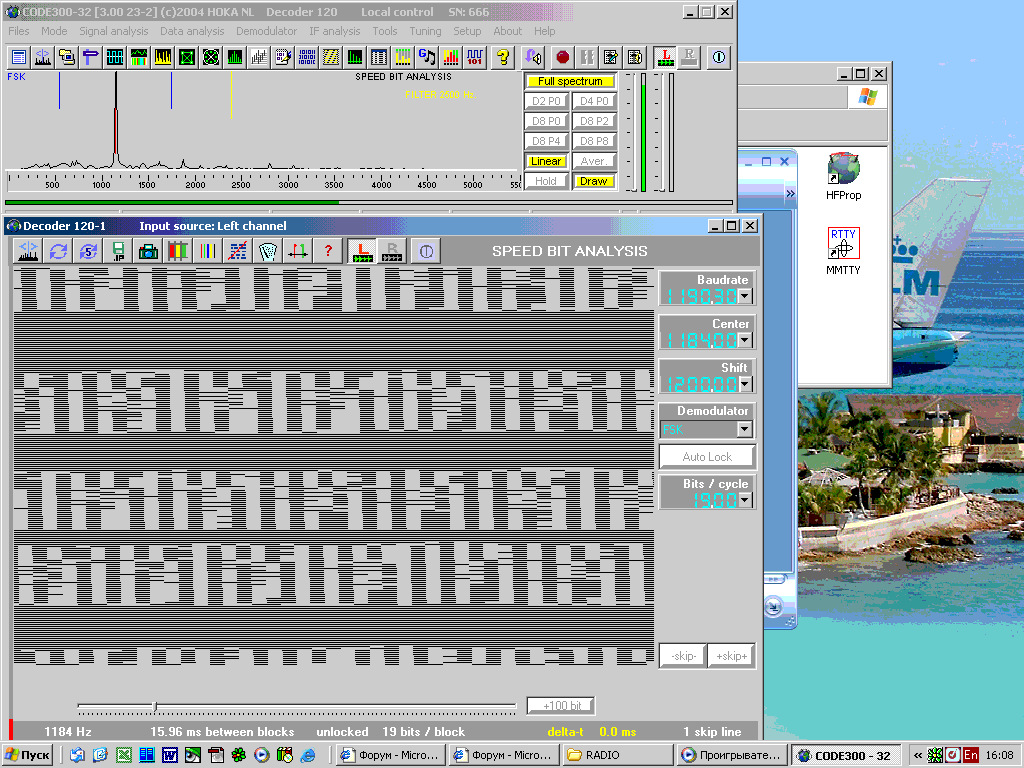 CODE300-32 [3.00 23-2] (c)2004 HOKA NL Decoder 120 Local control SN: 666
Files Mode Signal analysis Data analysis Demodulator IF analysis Tools Tuning Setup About Help
FSK SPEED BIT ANALYSIS
FILTER 2500 Hz
Full spectrum
D2 P0 D4 P0
D8 P0 D8 P2
D8 P4 D8 P8
Linear Aver.
Hold Draw
500 1000 1500 2000 2500 3000 3500 4000 4500 5000
HFProp
RTTY
MMTTY
LM
Decoder 120-1 Input source: Left channel
SPEED BIT ANALYSIS
Baudrate
1190.30
Center
1184.00
Shift
1200.00
Demodulator
FSK
Auto Lock
Bits / cycle
19.00
-skip- +skip+
+100 bit
1184 Hz 15.96 ms between blocks unlocked 19 bits / block delta-t 0.0 ms 1 skip line
Пуск Форум - Micro... Форум - Micro... RADIO Проигрывате... CODE300 - 32 « En 16:08